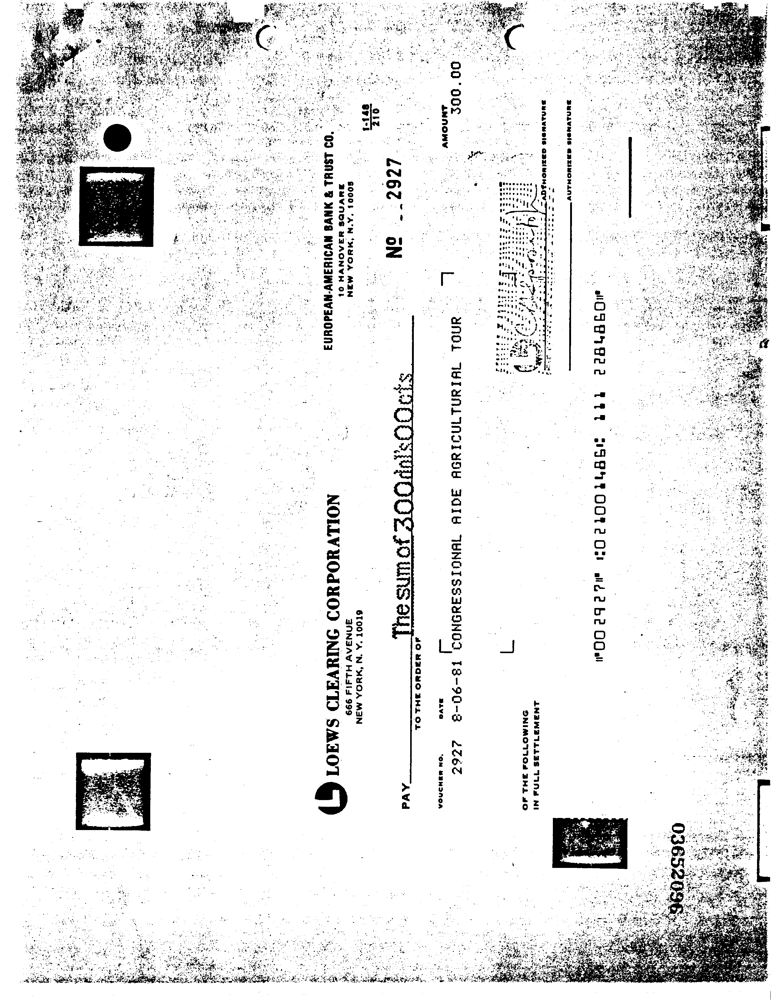 LOEWS CLEARING CORPORATION
666 FIFTH AVENUE
NEW YORK, N. Y. 10019
EUROPEAN-AMERICAN BANK & TRUST CO.
10 HANOVER SQUARE
NEW YORK, N.Y. 10005
1-148
210
Nº --2927
PAY The sum of 300 dol's 00 cts
TO THE ORDER OF
VOUCHER NO. DATE AMOUNT
2927 8-06-81 CONGRESSIONAL AIDE AGRICULTURIAL TOUR 300.00
OF THE FOLLOWING
IN FULL SETTLEMENT
AUTHORIZED SIGNATURE
AUTHORIZED SIGNATURE
⑈002927⑈ ⑆021001486⑆ 111 2284860⑈
03652096